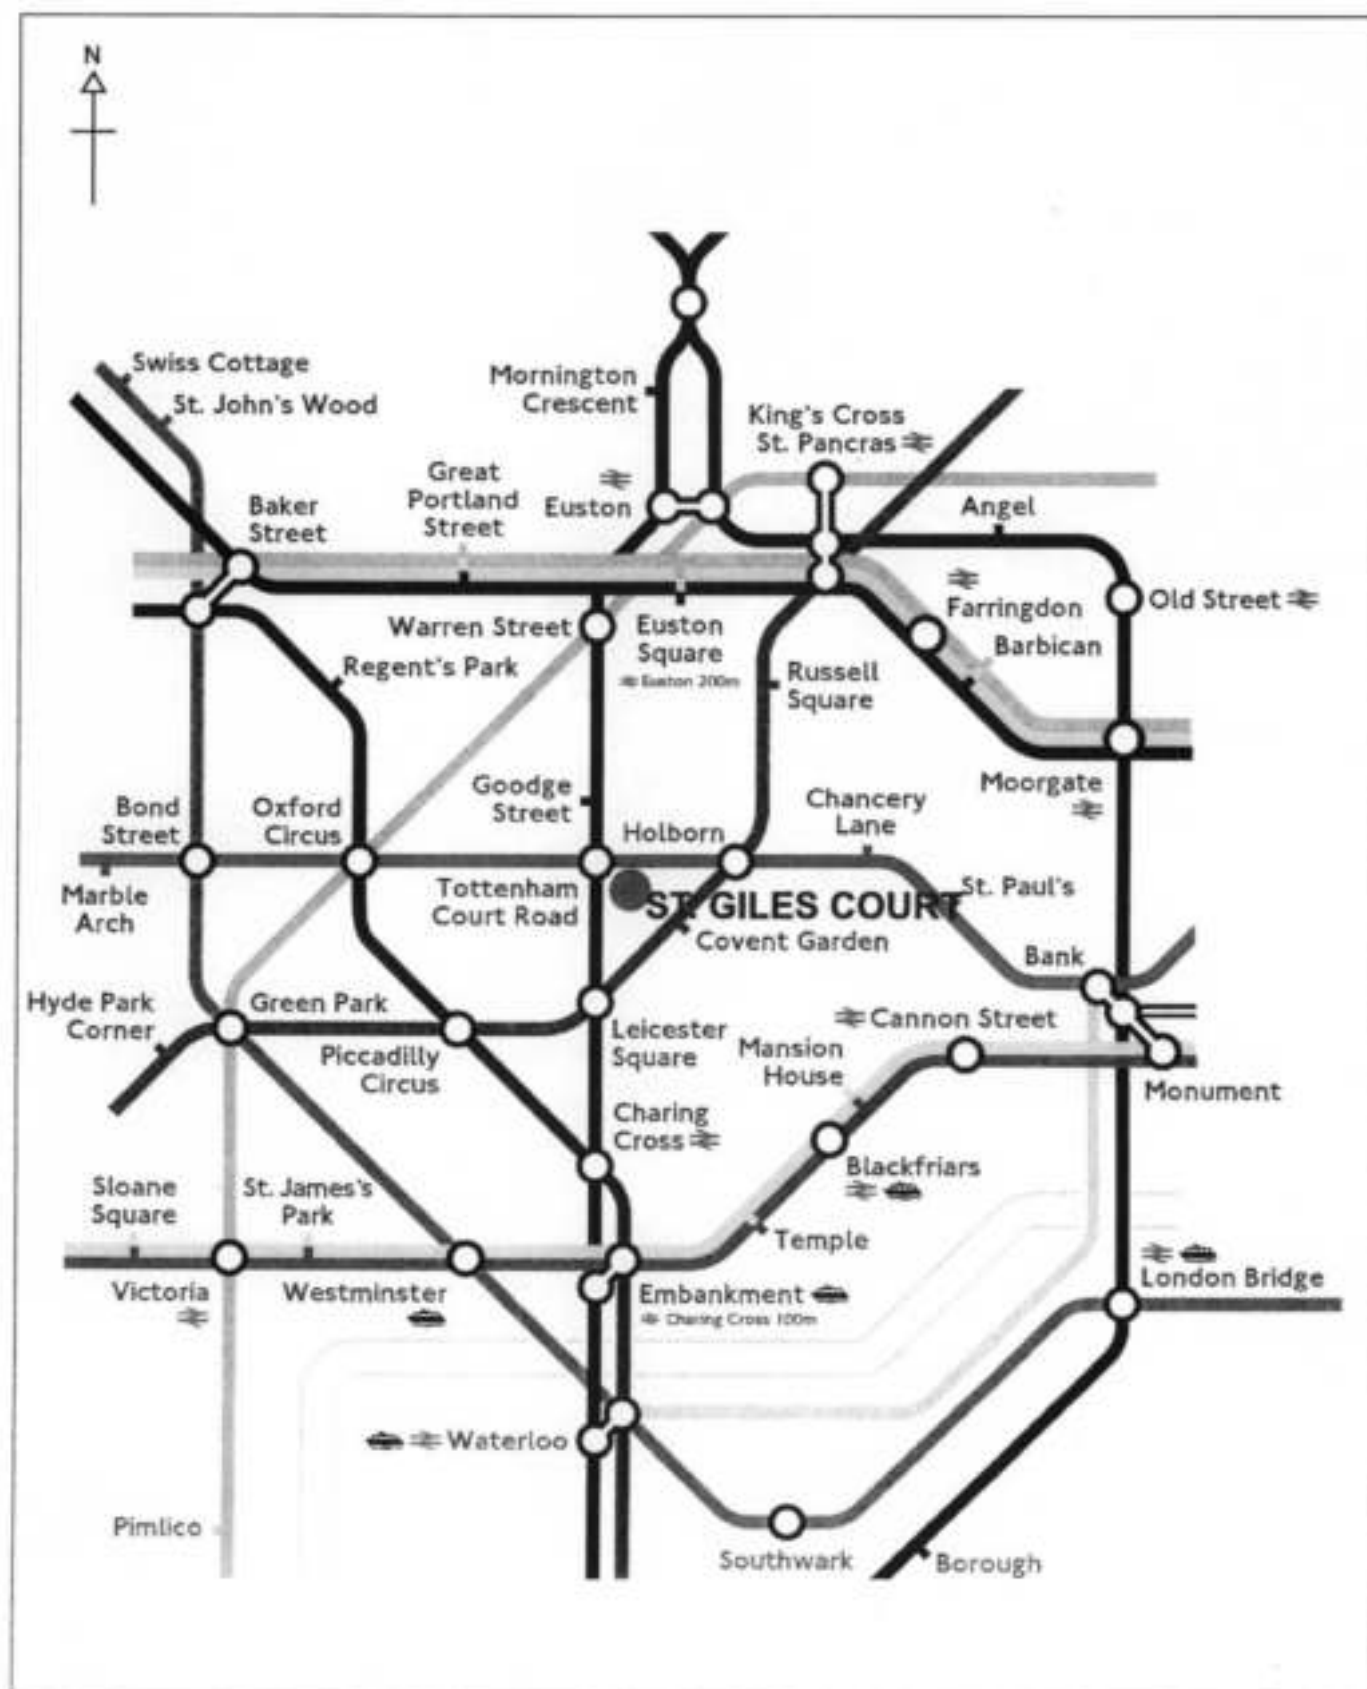 N
Swiss Cottage
St. John's Wood
Mornington
Crescent
King's Cross
St. Pancras
Great
Portland
Street
Baker
Street
Euston
Angel
Old Street
Farringdon
Barbican
Warren Street
Euston
Square
Euston 200m
Regent's Park
Russell
Square
Moorgate
Goodge
Street
Chancery
Lane
Bond
Street
Oxford
Circus
Holborn
Marble
Arch
Tottenham
Court Road
ST. GILES COURT
St. Paul's
Covent Garden
Bank
Hyde Park
Corner
Green Park
Cannon Street
Leicester
Square
Mansion
House
Piccadilly
Circus
Monument
Charing
Cross
Blackfriars
Sloane
Square
St. James's
Park
Temple
Victoria
Westminster
Embankment
Charing Cross 100m
London Bridge
Waterloo
Pimlico
Southwark
Borough